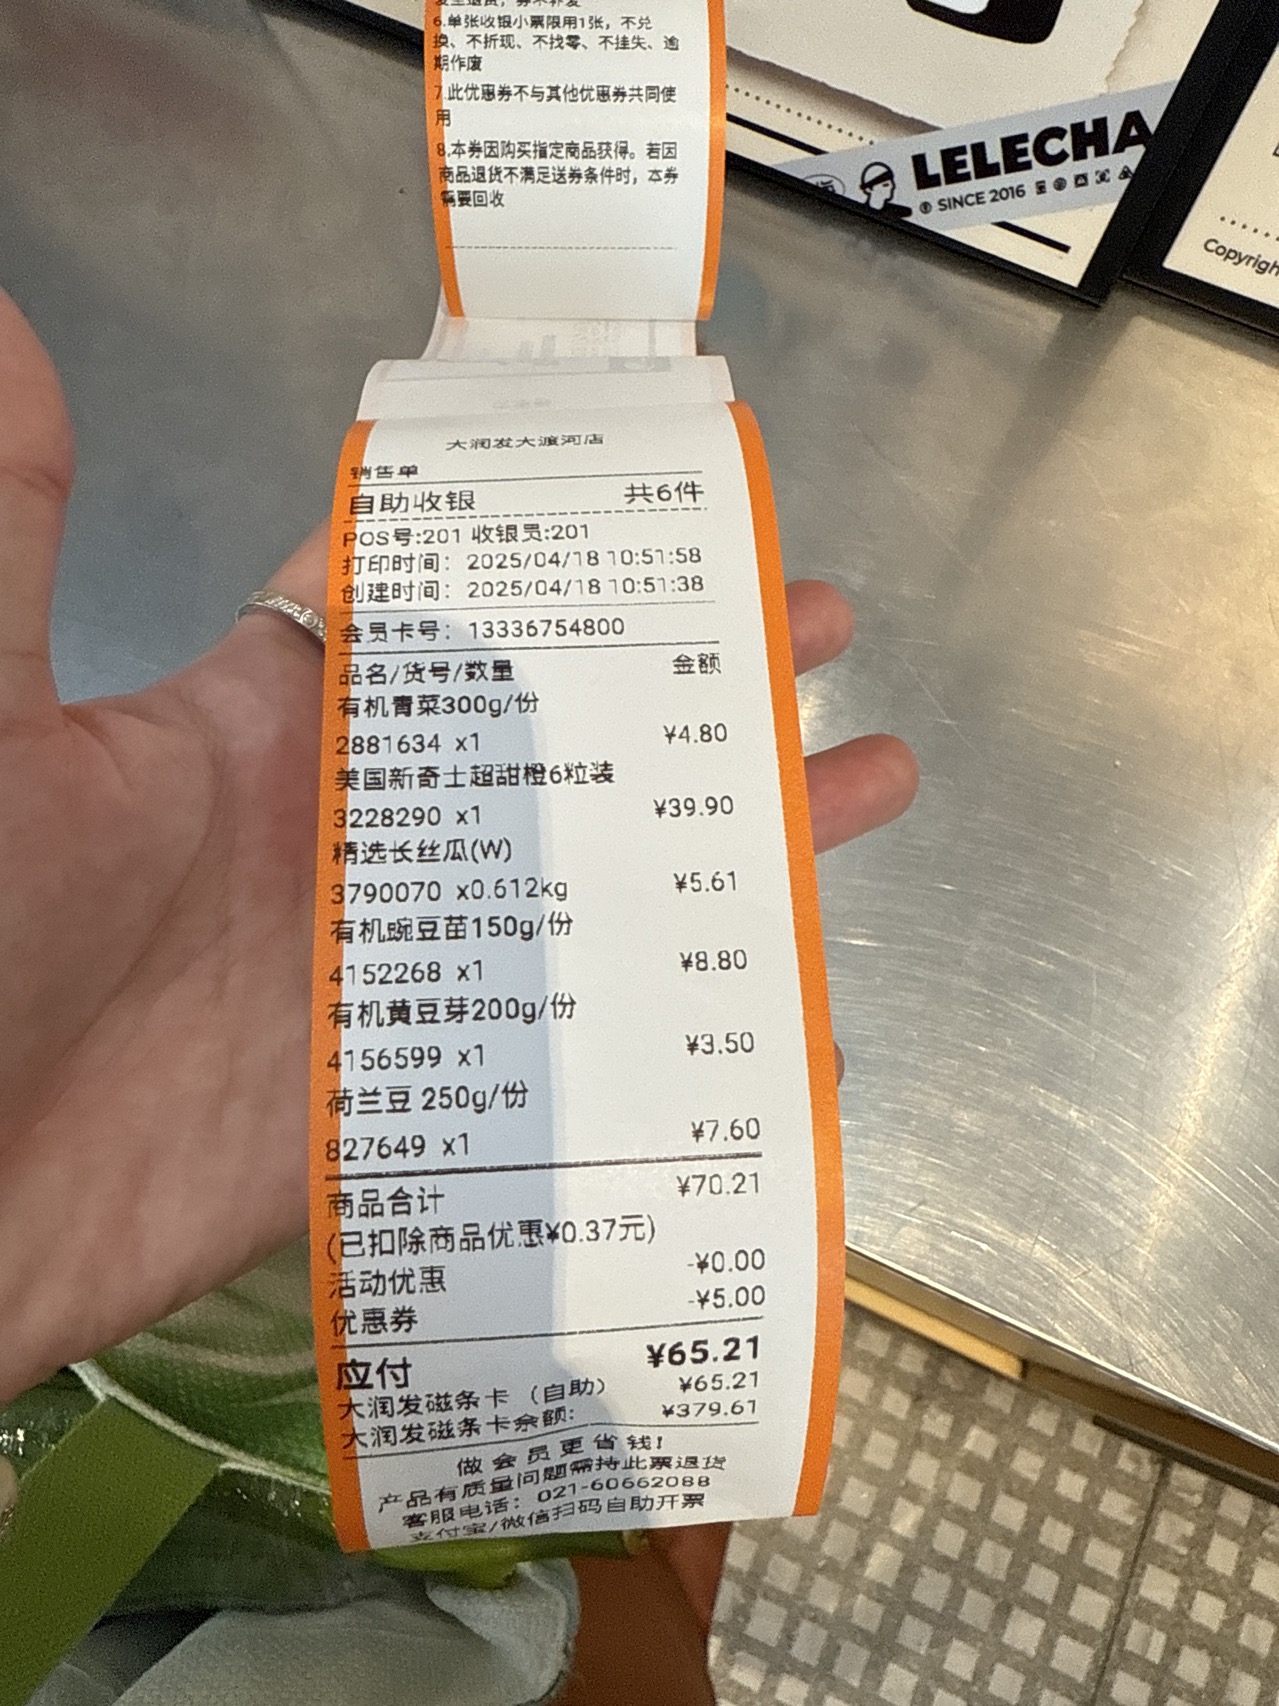 6.单张收银小票限用1张，不兑
换、不折现、不找零、不挂失、逾
期作废
7.此优惠券不与其他优惠券共同使
用
8.本券因购买指定商品获得。若因
商品退货不满足送券条件时，本券
需要回收
LELECHA
SINCE 2016
Copyrigh
大润发大渡河店
销售单
自助收银 共6件
POS号:201 收银员:201
打印时间： 2025/04/18 10:51:58
创建时间： 2025/04/18 10:51:38
会员卡号： 13336754800
品名/货号/数量 金额
有机青菜300g/份
2881634 x1 ¥4.80
美国新奇士超甜橙6粒装
3228290 x1 ¥39.90
精选长丝瓜(W)
3790070 x0.612kg ¥5.61
有机豌豆苗150g/份
4152268 x1 ¥8.80
有机黄豆芽200g/份
4156599 x1 ¥3.50
荷兰豆 250g/份
827649 x1 ¥7.60
商品合计 ¥70.21
(已扣除商品优惠¥0.37元)
活动优惠 -¥0.00
优惠券 -¥5.00
应付 ¥65.21
大润发磁条卡（自助） ¥65.21
大润发磁条卡余额: ¥379.61
做会员更省钱!
产品有质量问题需持此票退货
客服电话：021-60662088
支付宝/微信扫码自助开票